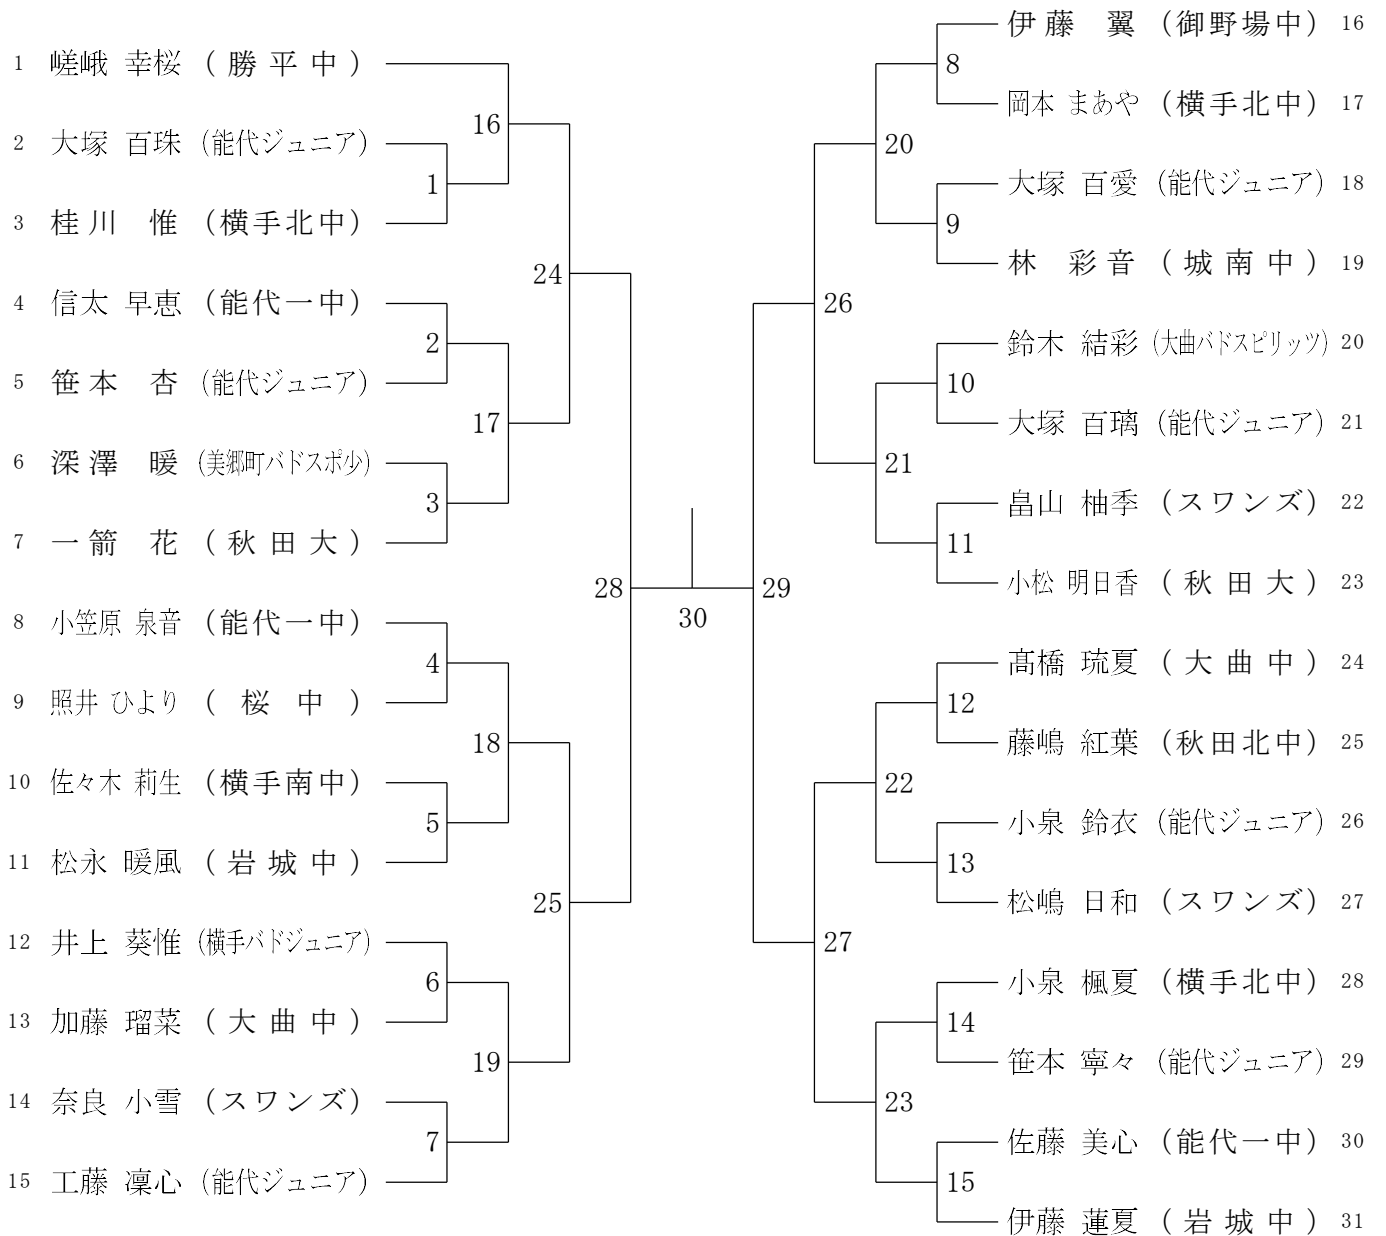 1 嵯峨 幸桜 (勝平中)
2 大塚 百珠 (能代ジュニア)
3 桂川 惟 (横手北中)
4 信太 早恵 (能代一中)
5 笹本 杏 (能代ジュニア)
6 深澤 暖 (美郷町バドスポ少)
7 一箭 花 (秋田大)
8 小笠原 泉音 (能代一中)
9 照井 ひより (桜中)
10 佐々木 莉生 (横手南中)
11 松永 暖風 (岩城中)
12 井上 葵惟 (横手バドジュニア)
13 加藤 瑠菜 (大曲中)
14 奈良 小雪 (スワンズ)
15 工藤 凜心 (能代ジュニア)
1
2
3
4
5
6
7
16
17
18
19
24
25
28
30
29
26
27
20
21
22
23
8
9
10
11
12
13
14
15
伊藤 翼 (御野場中) 16
岡本 まあや (横手北中) 17
大塚 百愛 (能代ジュニア) 18
林 彩音 (城南中) 19
鈴木 結彩 (大曲バドスピリッツ) 20
大塚 百璃 (能代ジュニア) 21
畠山 柚季 (スワンズ) 22
小松 明日香 (秋田大) 23
髙橋 琉夏 (大曲中) 24
藤嶋 紅葉 (秋田北中) 25
小泉 鈴衣 (能代ジュニア) 26
松嶋 日和 (スワンズ) 27
小泉 楓夏 (横手北中) 28
笹本 寧々 (能代ジュニア) 29
佐藤 美心 (能代一中) 30
伊藤 蓮夏 (岩城中) 31